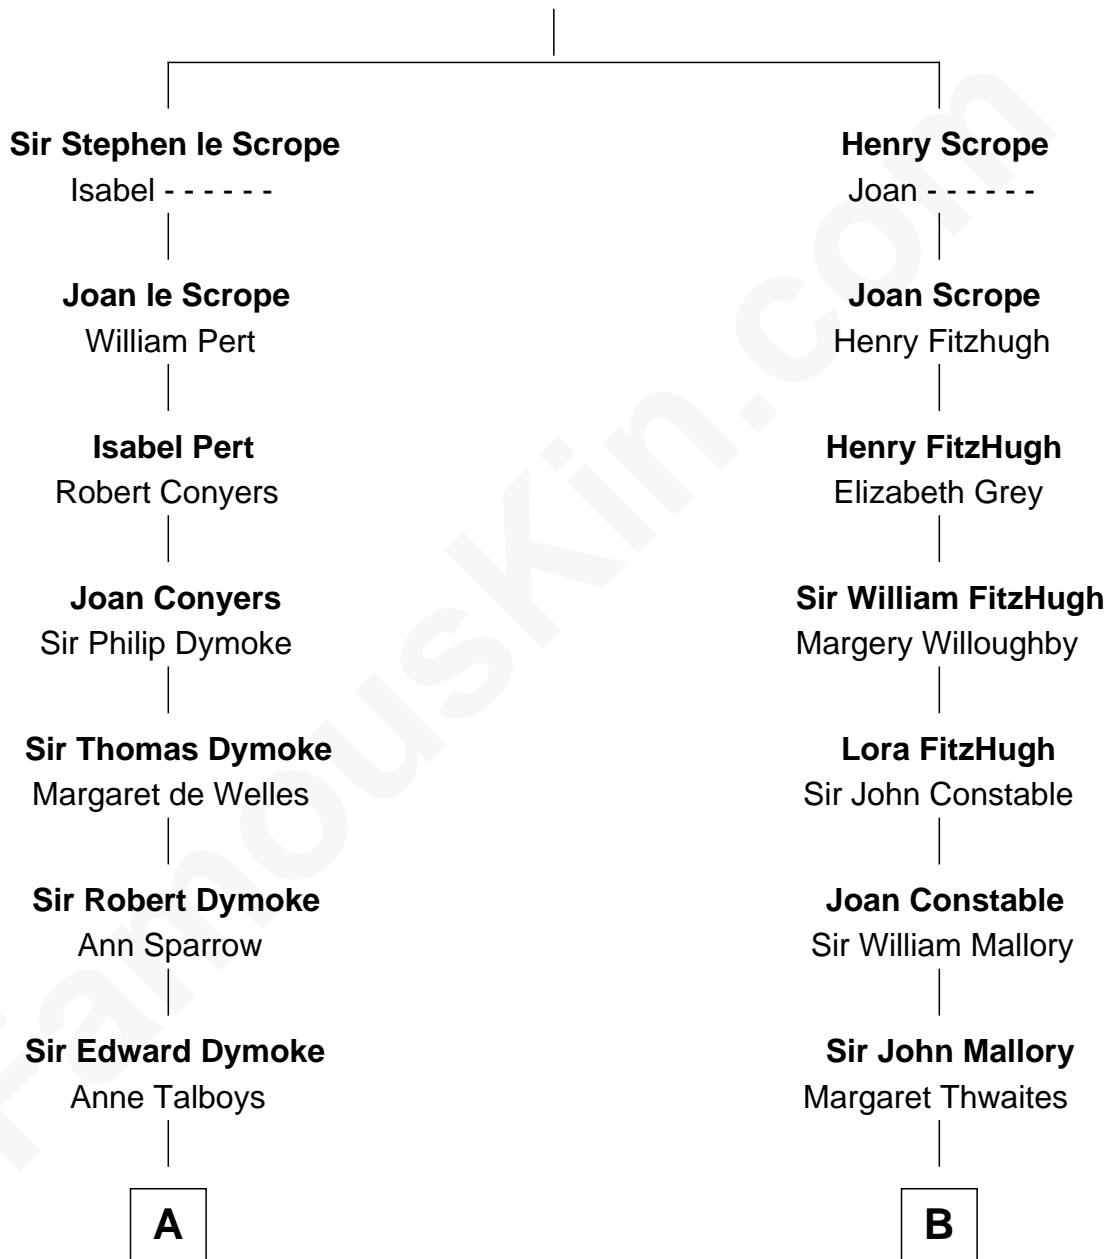 Sir Stephen le Scrope
Isabel - - - - - -
Joan le Scrope
William Pert
Isabel Pert
Robert Conyers
Joan Conyers
Sir Philip Dymoke
Sir Thomas Dymoke
Margaret de Welles
Sir Robert Dymoke
Ann Sparrow
Sir Edward Dymoke
Anne Talboys
A
Henry Scrope
Joan - - - - - -
Joan Scrope
Henry Fitzhugh
Henry FitzHugh
Elizabeth Grey
Sir William FitzHugh
Margery Willoughby
Lora FitzHugh
Sir John Constable
Joan Constable
Sir William Mallory
Sir John Mallory
Margaret Thwaites
B
FamousKin.com